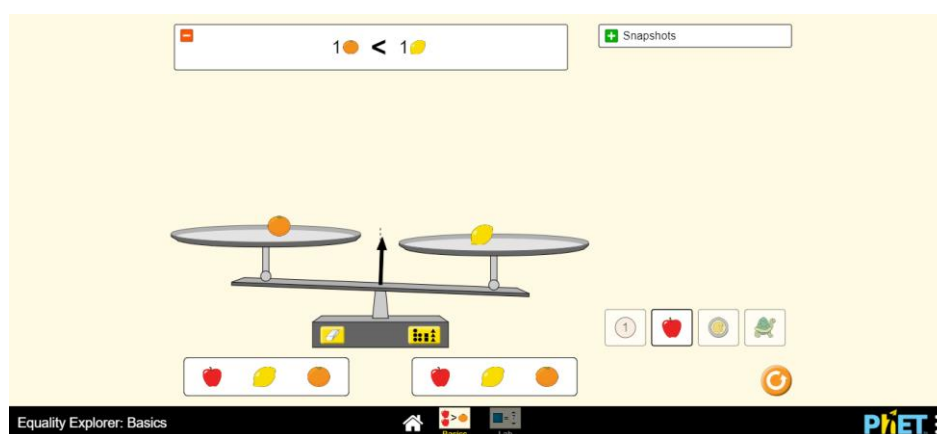 1 < 1
Snapshots
1
Equality Explorer: Basics
Basics
Lab
PhET